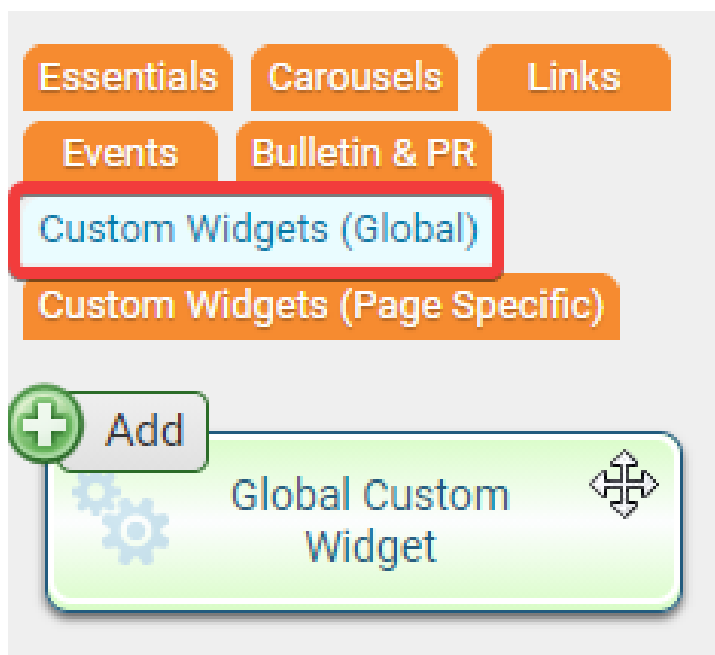 Essentials Carousels Links
Events Bulletin & PR
Custom Widgets (Global)
Custom Widgets (Page Specific)
Add
Global Custom
Widget